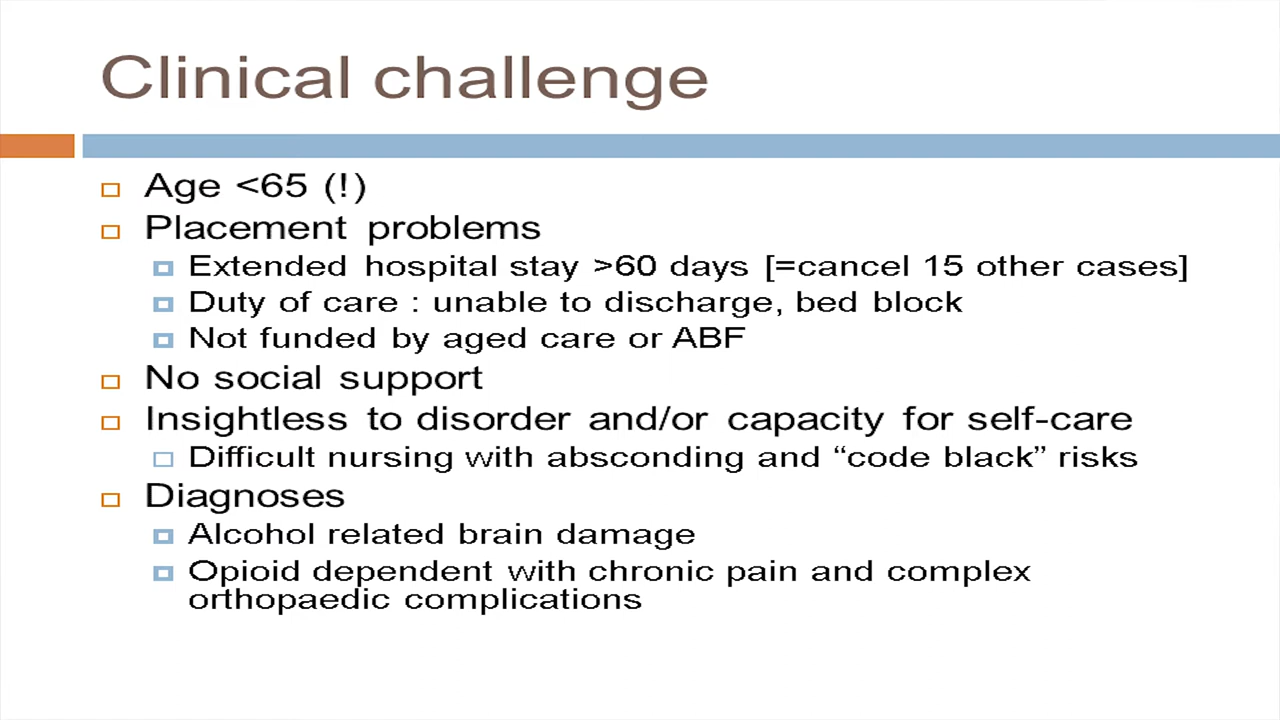 Clinical challenge
Age <65 (!)
Placement problems
Extended hospital stay >60 days [=cancel 15 other cases]
Duty of care : unable to discharge, bed block
Not funded by aged care or ABF
No social support
Insightless to disorder and/or capacity for self-care
Difficult nursing with absconding and “code black” risks
Diagnoses
Alcohol related brain damage
Opioid dependent with chronic pain and complex
orthopaedic complications